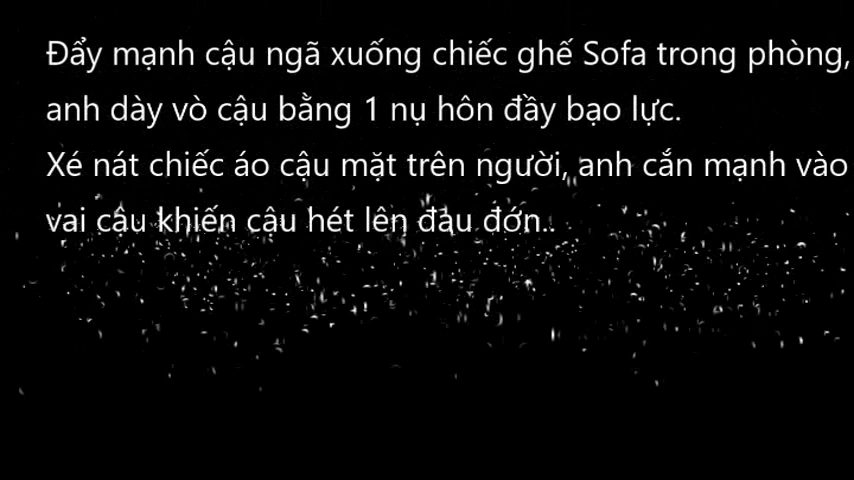 Đẩy mạnh cậu ngã xuống chiếc ghế Sofa trong phòng,
anh dày vò cậu bằng 1 nụ hôn đầy bạo lực.
Xé nát chiếc áo cậu mặt trên người, anh cắn mạnh vào
vai cậu khiến cậu hét lên đau đớn..